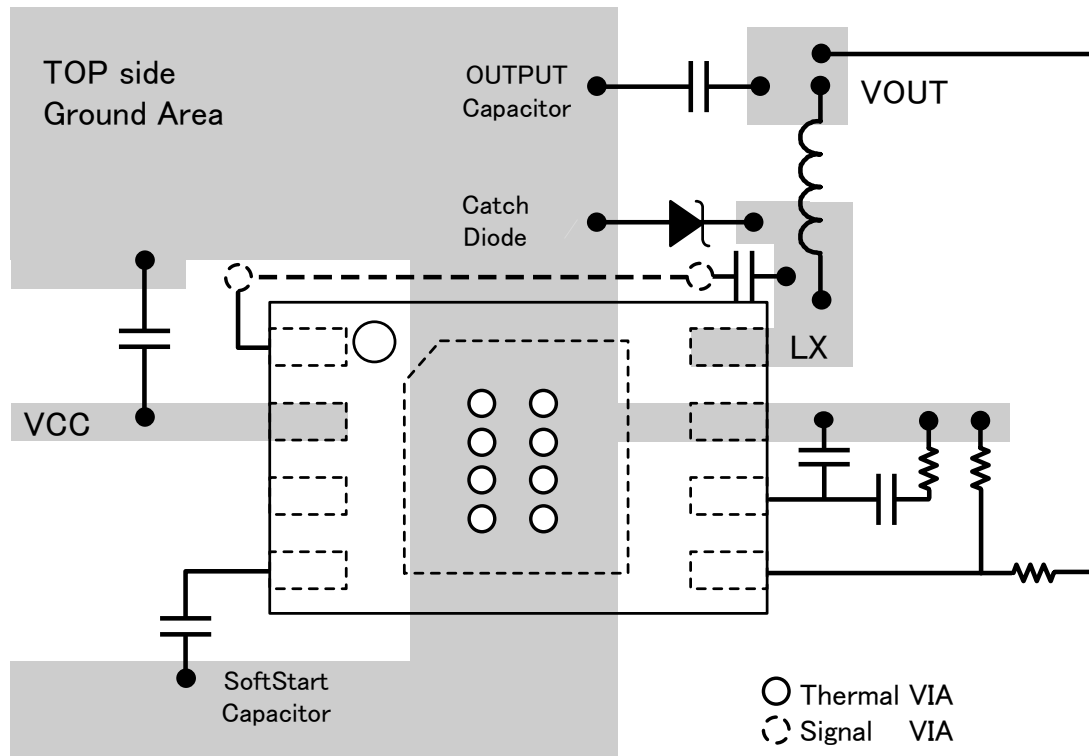 TOP side
Ground Area
OUTPUT
Capacitor
VOUT
Catch
Diode
LX
VCC
SoftStart
Capacitor
Thermal VIA
Signal VIA